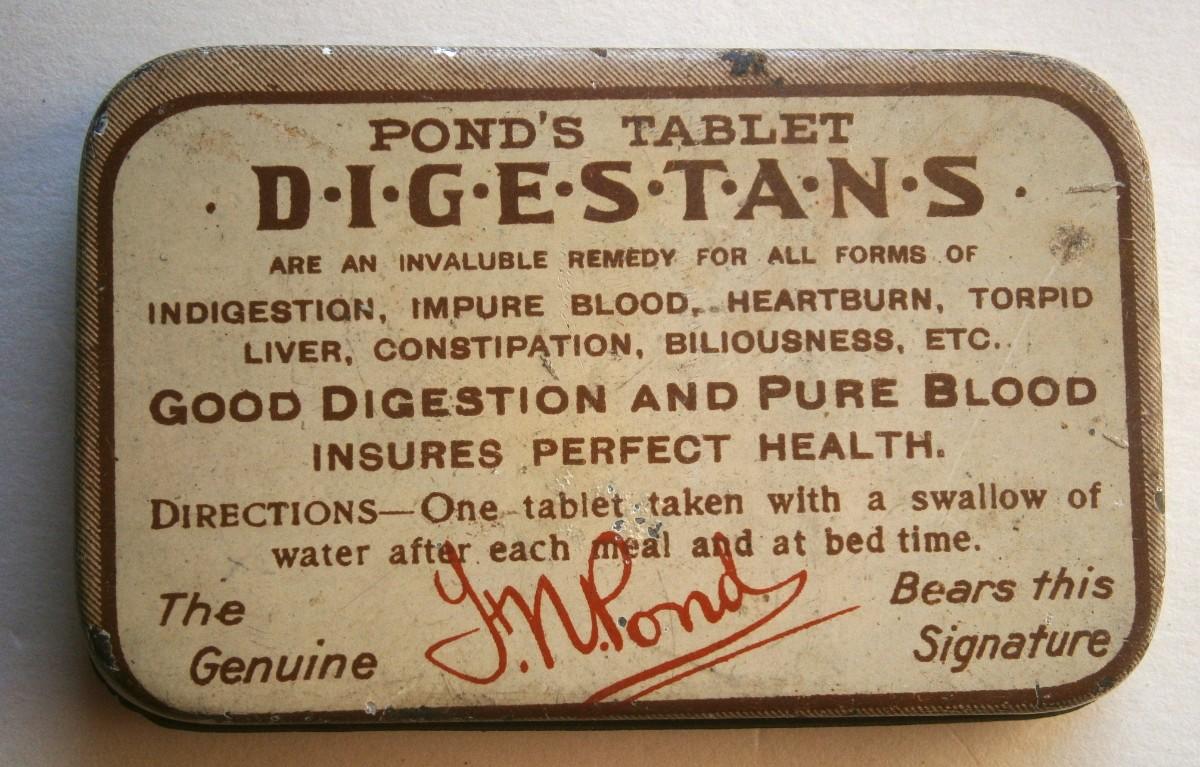 POND'S TABLET
D·I·G·E·S·T·A·N·S·
ARE AN INVALUBLE REMEDY FOR ALL FORMS OF
INDIGESTION, IMPURE BLOOD, HEARTBURN, TORPID
LIVER, CONSTIPATION, BILIOUSNESS, ETC.
GOOD DIGESTION AND PURE BLOOD
INSURES PERFECT HEALTH.
DIRECTIONS—One tablet taken with a swallow of
water after each meal and at bed time.
The
Genuine
J.N.Pond
Bears this
Signature